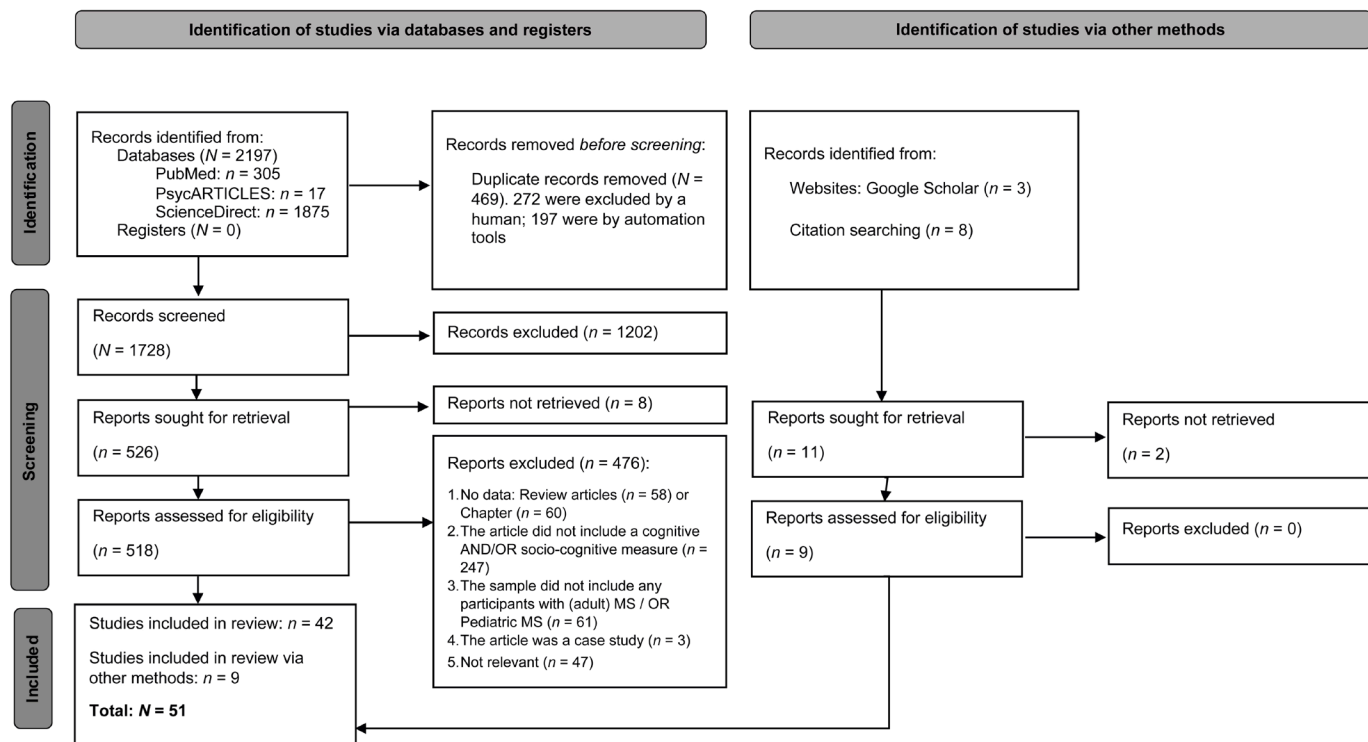 Identification of studies via databases and registers
Identification of studies via other methods
Identification
Records identified from:
Databases (N = 2197)
PubMed: n = 305
PsycARTICLES: n = 17
ScienceDirect: n = 1875
Registers (N = 0)
Records removed before screening:
Duplicate records removed (N =
469). 272 were excluded by a
human; 197 were by automation
tools
Records identified from:
Websites: Google Scholar (n = 3)
Citation searching (n = 8)
Screening
Records screened
(N = 1728)
Records excluded (n = 1202)
Reports sought for retrieval
(n = 526)
Reports not retrieved (n = 8)
Reports sought for retrieval
(n = 11)
Reports not retrieved
(n = 2)
Reports assessed for eligibility
(n = 518)
Reports excluded (n = 476):
1.No data: Review articles (n = 58) or
Chapter (n = 60)
2.The article did not include a cognitive
AND/OR socio-cognitive measure (n =
247)
3.The sample did not include any
participants with (adult) MS / OR
Pediatric MS (n = 61)
4.The article was a case study (n = 3)
5.Not relevant (n = 47)
Reports assessed for eligibility
(n = 9)
Reports excluded (n = 0)
Included
Studies included in review: n = 42
Studies included in review via
other methods: n = 9
Total: N = 51